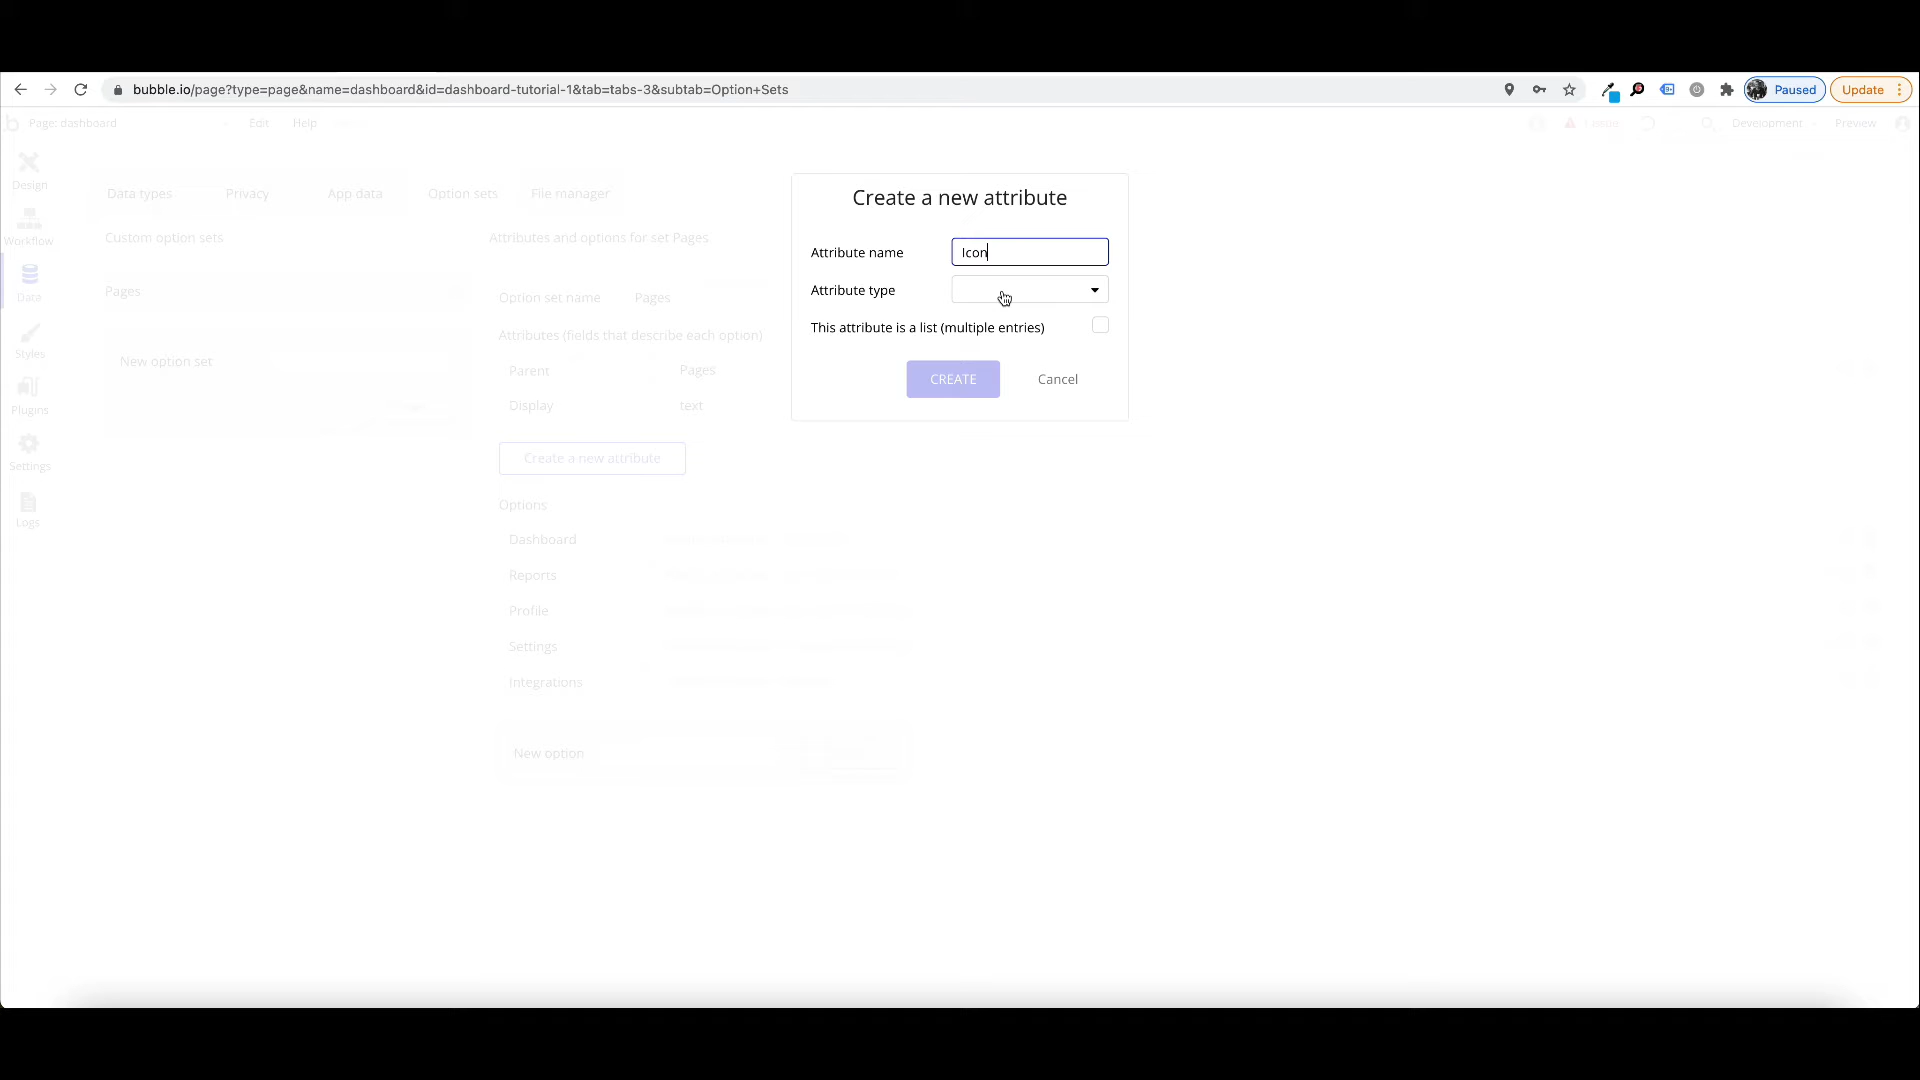 bubble.io/page?type=page&name=dashboard&id=dashboard-tutorial-1&tab=tabs-3&subtab=Option+Sets
Paused
Update
Page: dashboard
Edit
Help
1 issue
Development
Preview
Design
Workflow
Data
Styles
Plugins
Settings
Logs
Data types
Privacy
App data
Option sets
File manager
Custom option sets
Pages
New option set
Attributes and options for set Pages
Option set name
Pages
Attributes (fields that describe each option)
Parent
Pages
Display
text
Create a new attribute
Options
Dashboard
Reports
Profile
Settings
Integrations
New option
Create a new attribute
Attribute name
Icon
Attribute type
This attribute is a list (multiple entries)
CREATE
Cancel